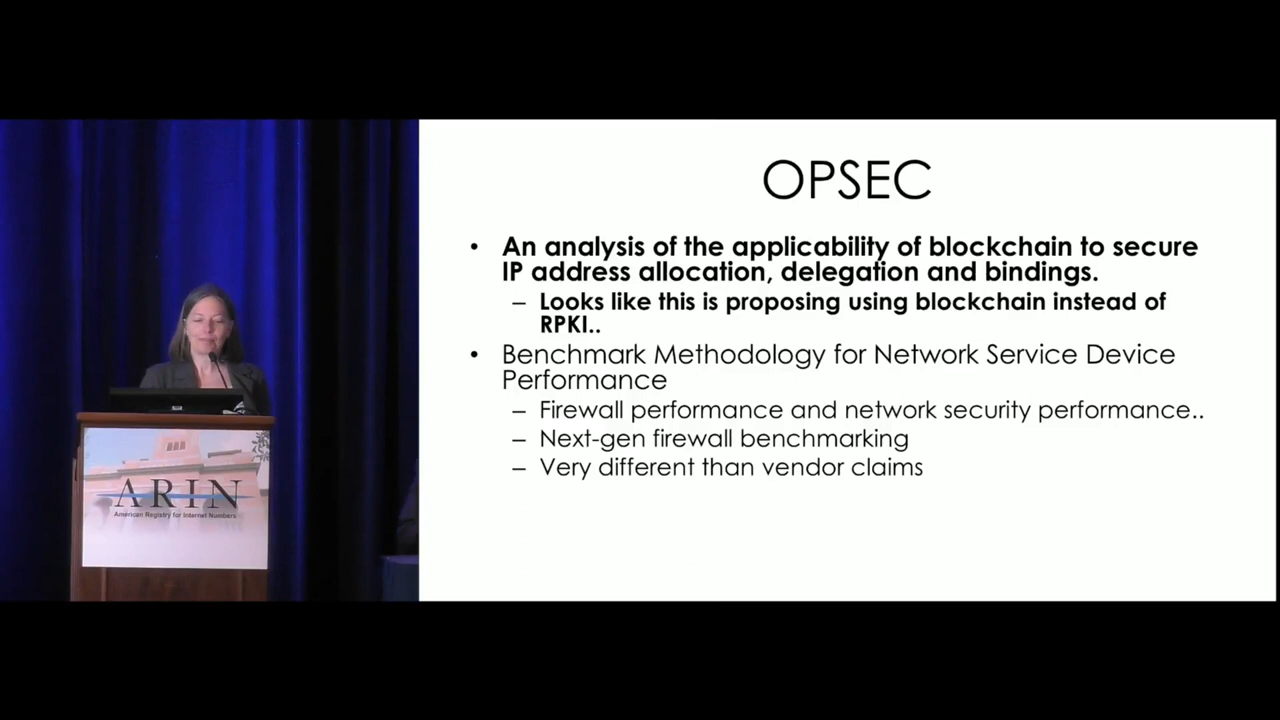 OPSEC
• An analysis of the applicability of blockchain to secure
IP address allocation, delegation and bindings.
– Looks like this is proposing using blockchain instead of
RPKI..
• Benchmark Methodology for Network Service Device
Performance
– Firewall performance and network security performance..
– Next-gen firewall benchmarking
– Very different than vendor claims
ARIN
American Registry for Internet Numbers